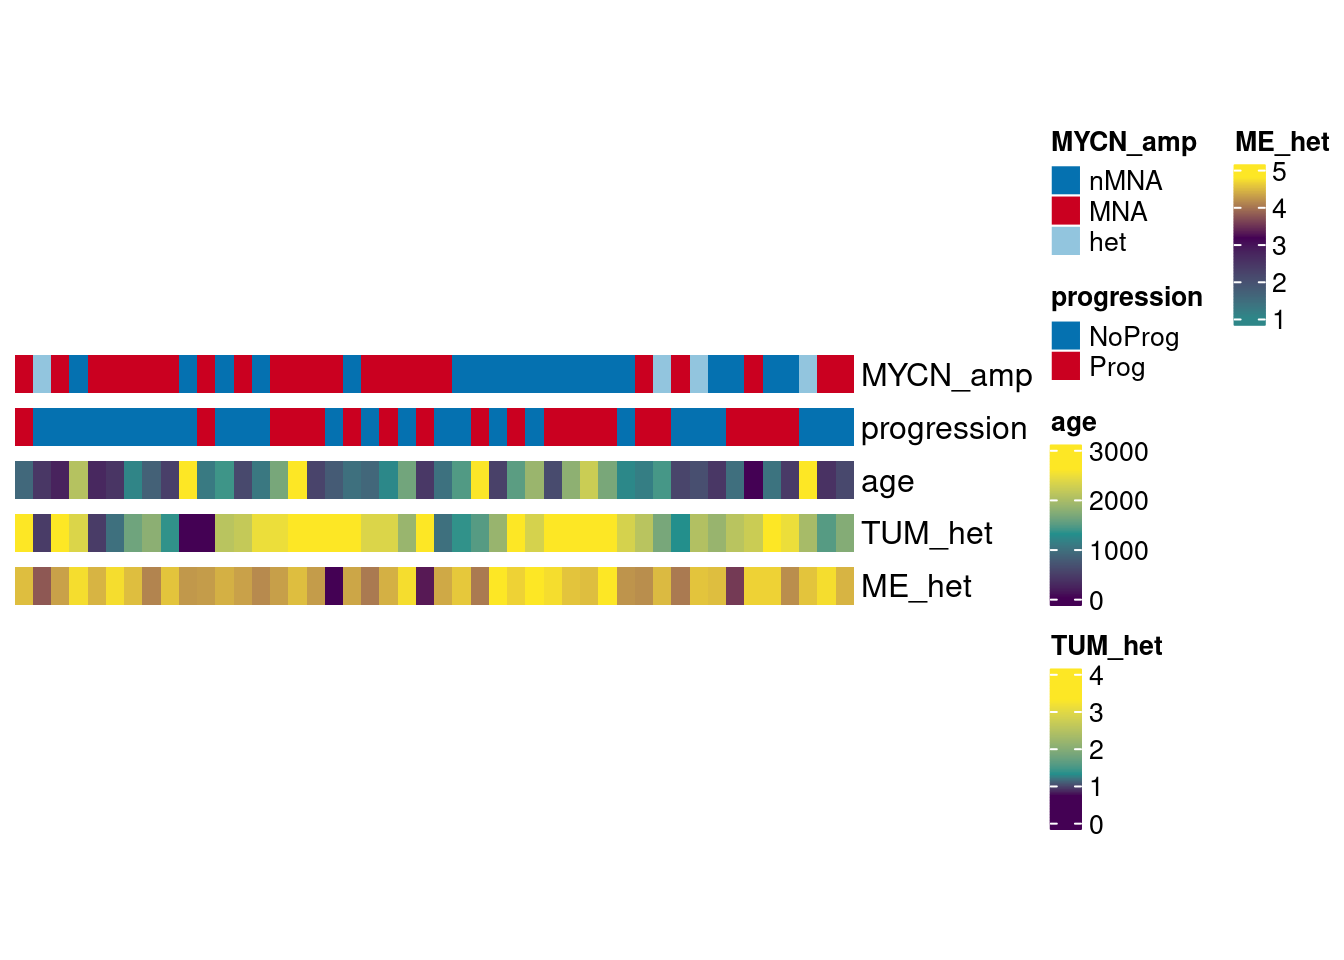 MYCN_amp
progression
age
TUM_het
ME_het
MYCN_amp
nMNA
MNA
het
progression
NoProg
Prog
age
3000
2000
1000
0
TUM_het
4
3
2
1
0
ME_het
5
4
3
2
1